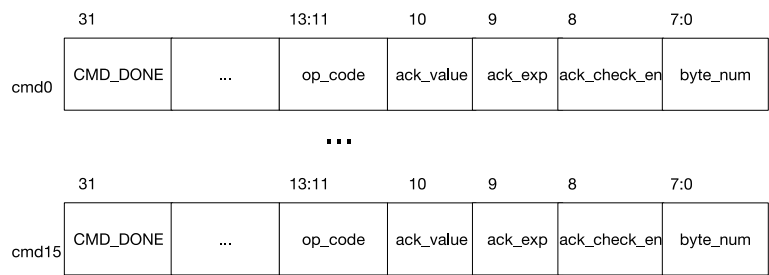 31 13:11 10 9 8 7:0
cmd0 CMD_DONE ... op_code ack_value ack_exp ack_check_en byte_num
...
31 13:11 10 9 8 7:0
cmd15 CMD_DONE ... op_code ack_value ack_exp ack_check_en byte_num